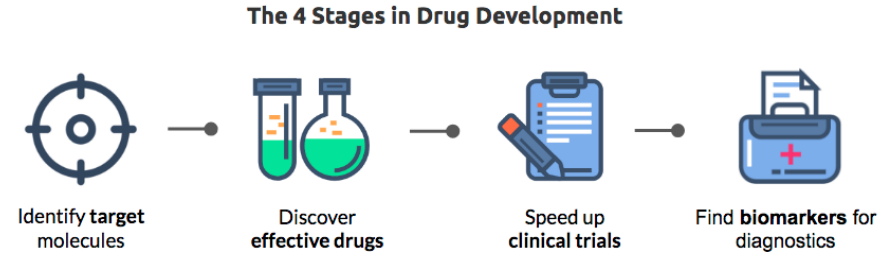 The 4 Stages in Drug Development
Identify target
molecules
Discover
effective drugs
Speed up
clinical trials
Find biomarkers for
diagnostics